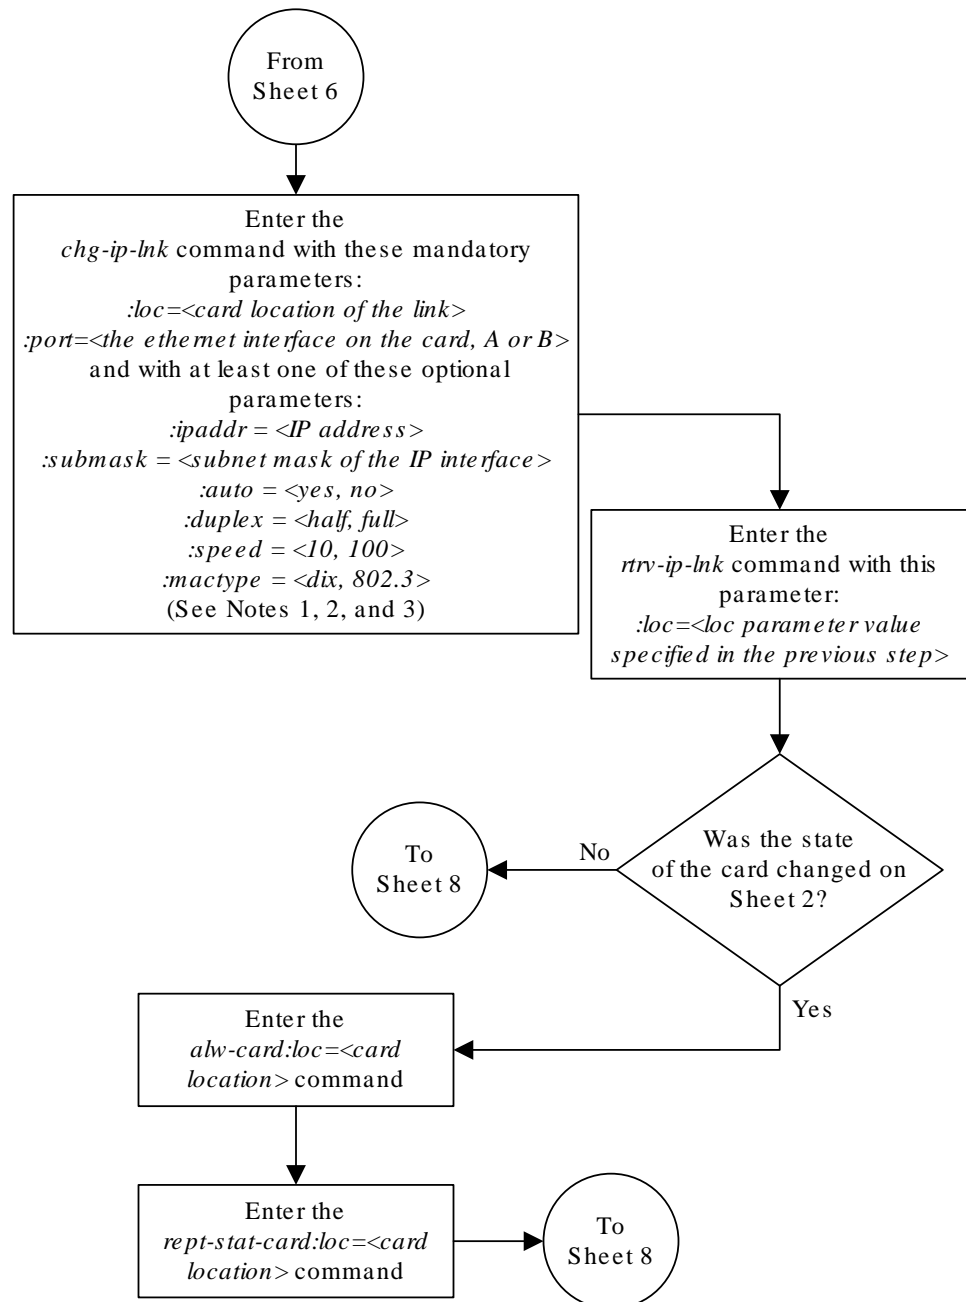 From
Sheet 6
Enter the
chg-ip-lnk command with these mandatory
parameters:
:loc=<card location of the link>
:port=<the ethernet interface on the card, A or B>
and with at least one of these optional
parameters:
:ipaddr = <IP address>
:submask = <subnet mask of the IP interface>
:auto = <yes, no>
:duplex = <half, full>
:speed = <10, 100>
:mactype = <dix, 802.3>
(See Notes 1, 2, and 3)
Enter the
rtrv-ip-lnk command with this
parameter:
:loc=<loc parameter value
specified in the previous step>
Was the state
of the card changed on
Sheet 2?
No
To
Sheet 8
Yes
Enter the
alw-card:loc=<card
location> command
Enter the
rept-stat-card:loc=<card
location> command
To
Sheet 8